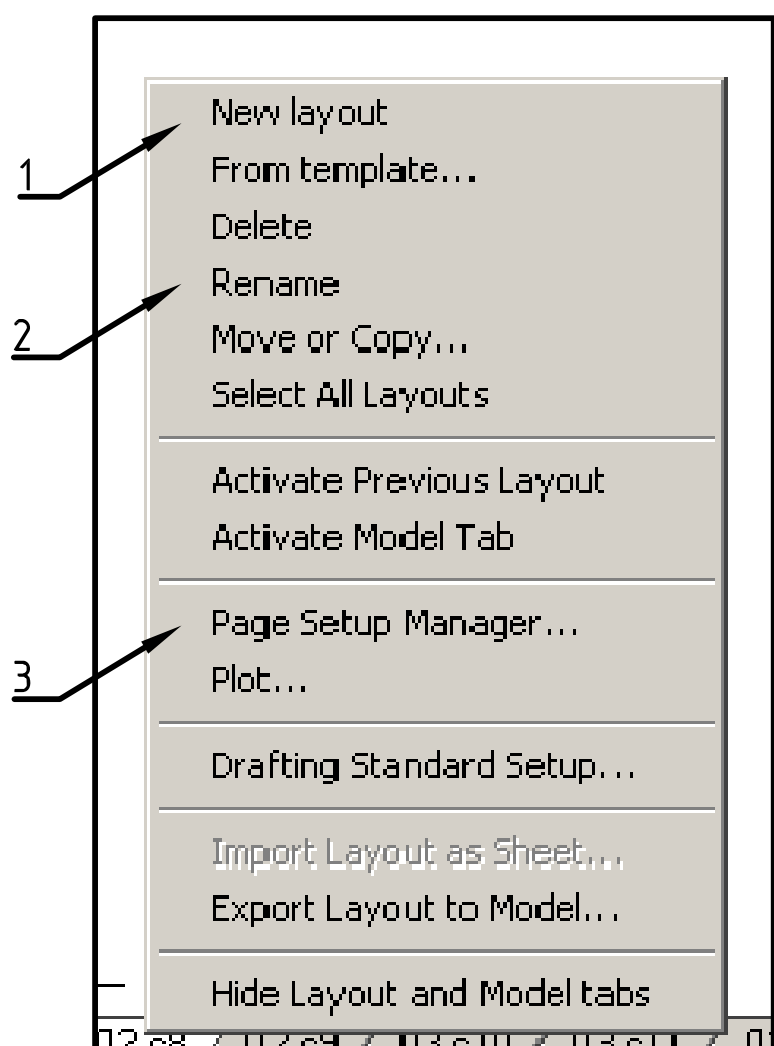 New layout
1
From template...
Delete
Rename
2
Move or Copy...
Select All Layouts
Activate Previous Layout
Activate Model Tab
Page Setup Manager...
3
Plot...
Drafting Standard Setup...
Import Layout as Sheet...
Export Layout to Model...
Hide Layout and Model tabs